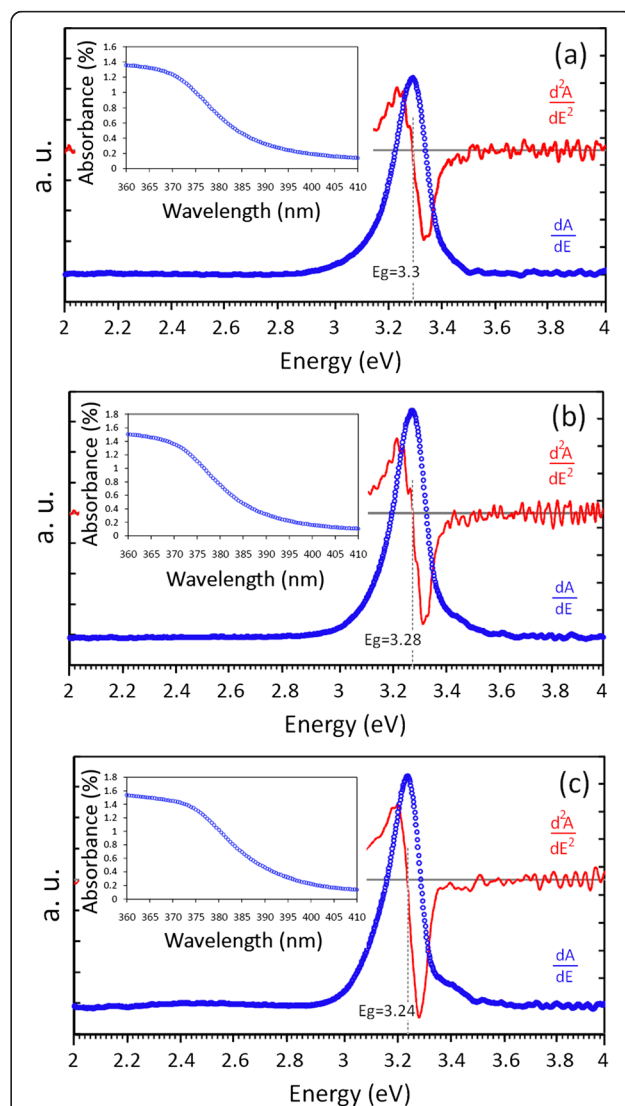 (a)
a. u.
Absorbance (%)
1.6
1.4
1.2
1
0.8
0.6
0.4
0.2
0
360 365 370 375 380 385 390 395 400 405 410
Wavelength (nm)
d²A
dE²
dA
dE
Eg=3.3
2 2.2 2.4 2.6 2.8 3 3.2 3.4 3.6 3.8 4
Energy (eV)
(b)
a. u.
Absorbance (%)
1.8
1.6
1.4
1.2
1
0.8
0.6
0.4
0.2
0
360 365 370 375 380 385 390 395 400 405 410
Wavelength (nm)
d²A
dE²
dA
dE
Eg=3.28
2 2.2 2.4 2.6 2.8 3 3.2 3.4 3.6 3.8 4
Energy (eV)
(c)
a. u.
Absorbance (%)
1.8
1.6
1.4
1.2
1
0.8
0.6
0.4
0.2
0
360 365 370 375 380 385 390 395 400 405 410
Wavelength (nm)
d²A
dE²
dA
dE
Eg=3.24
2 2.2 2.4 2.6 2.8 3 3.2 3.4 3.6 3.8 4
Energy (eV)